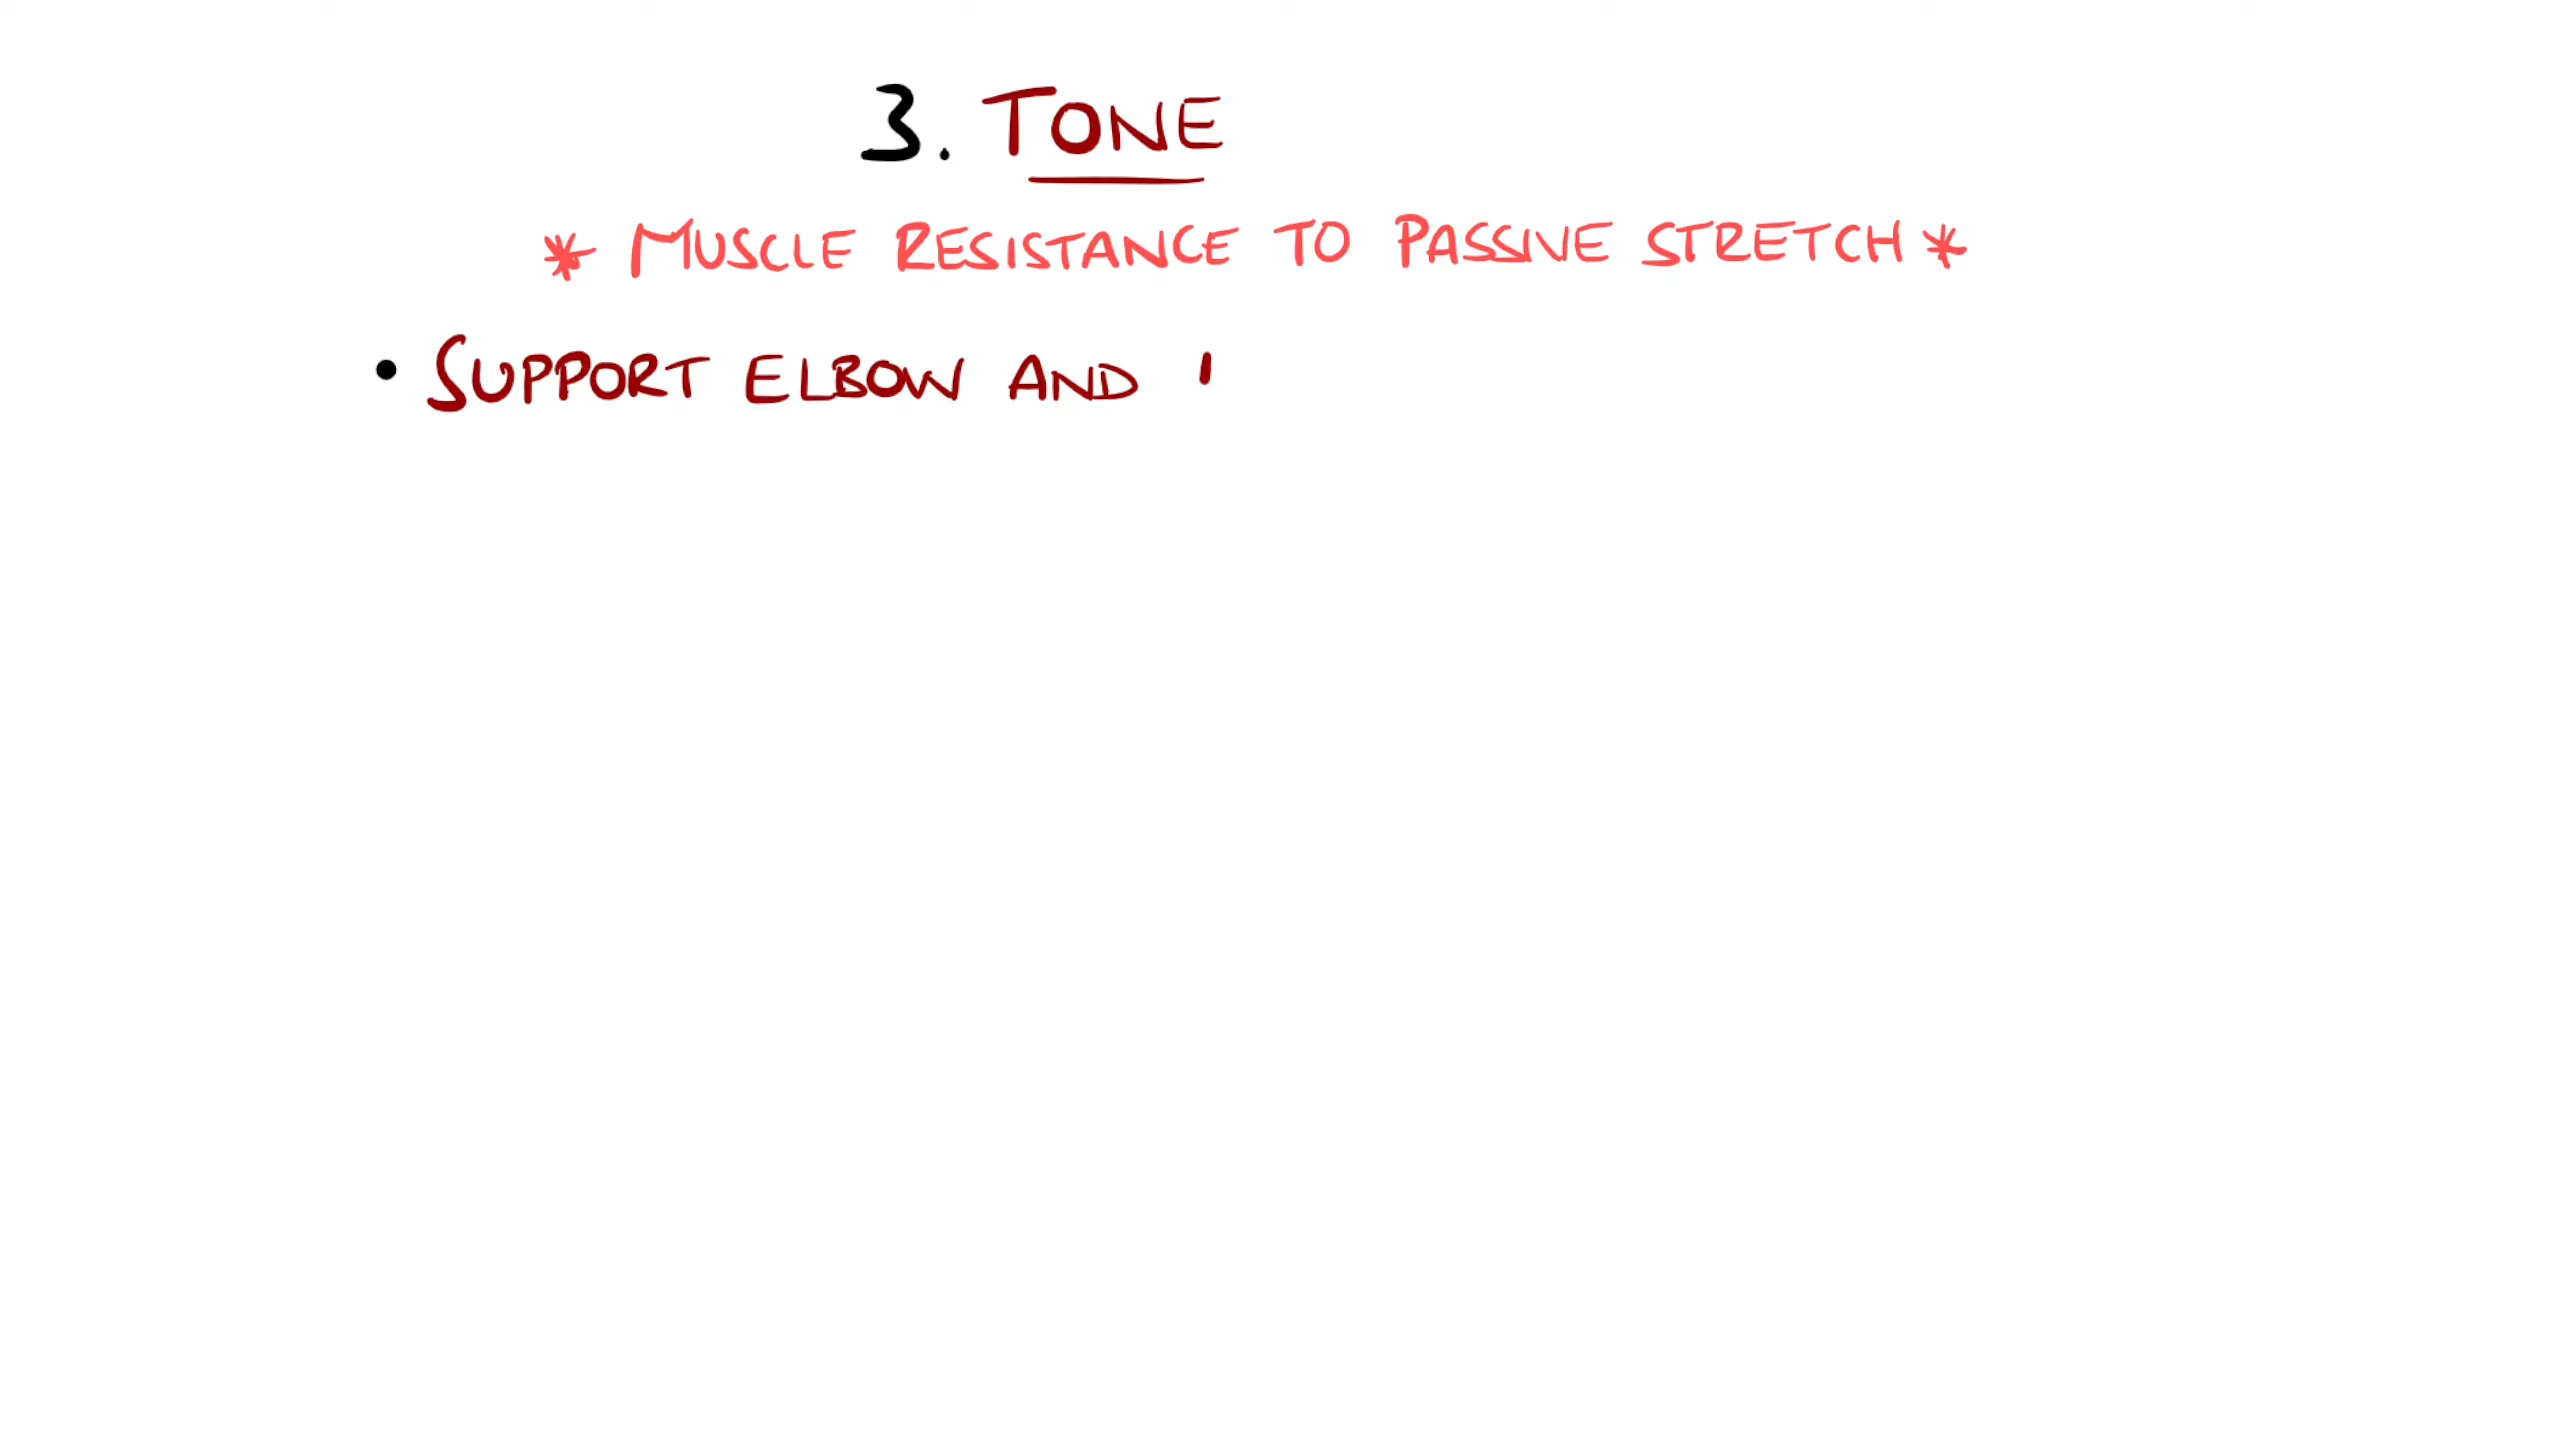 3. TONE
* MUSCLE RESISTANCE TO PASSIVE STRETCH *
• SUPPORT ELBOW AND